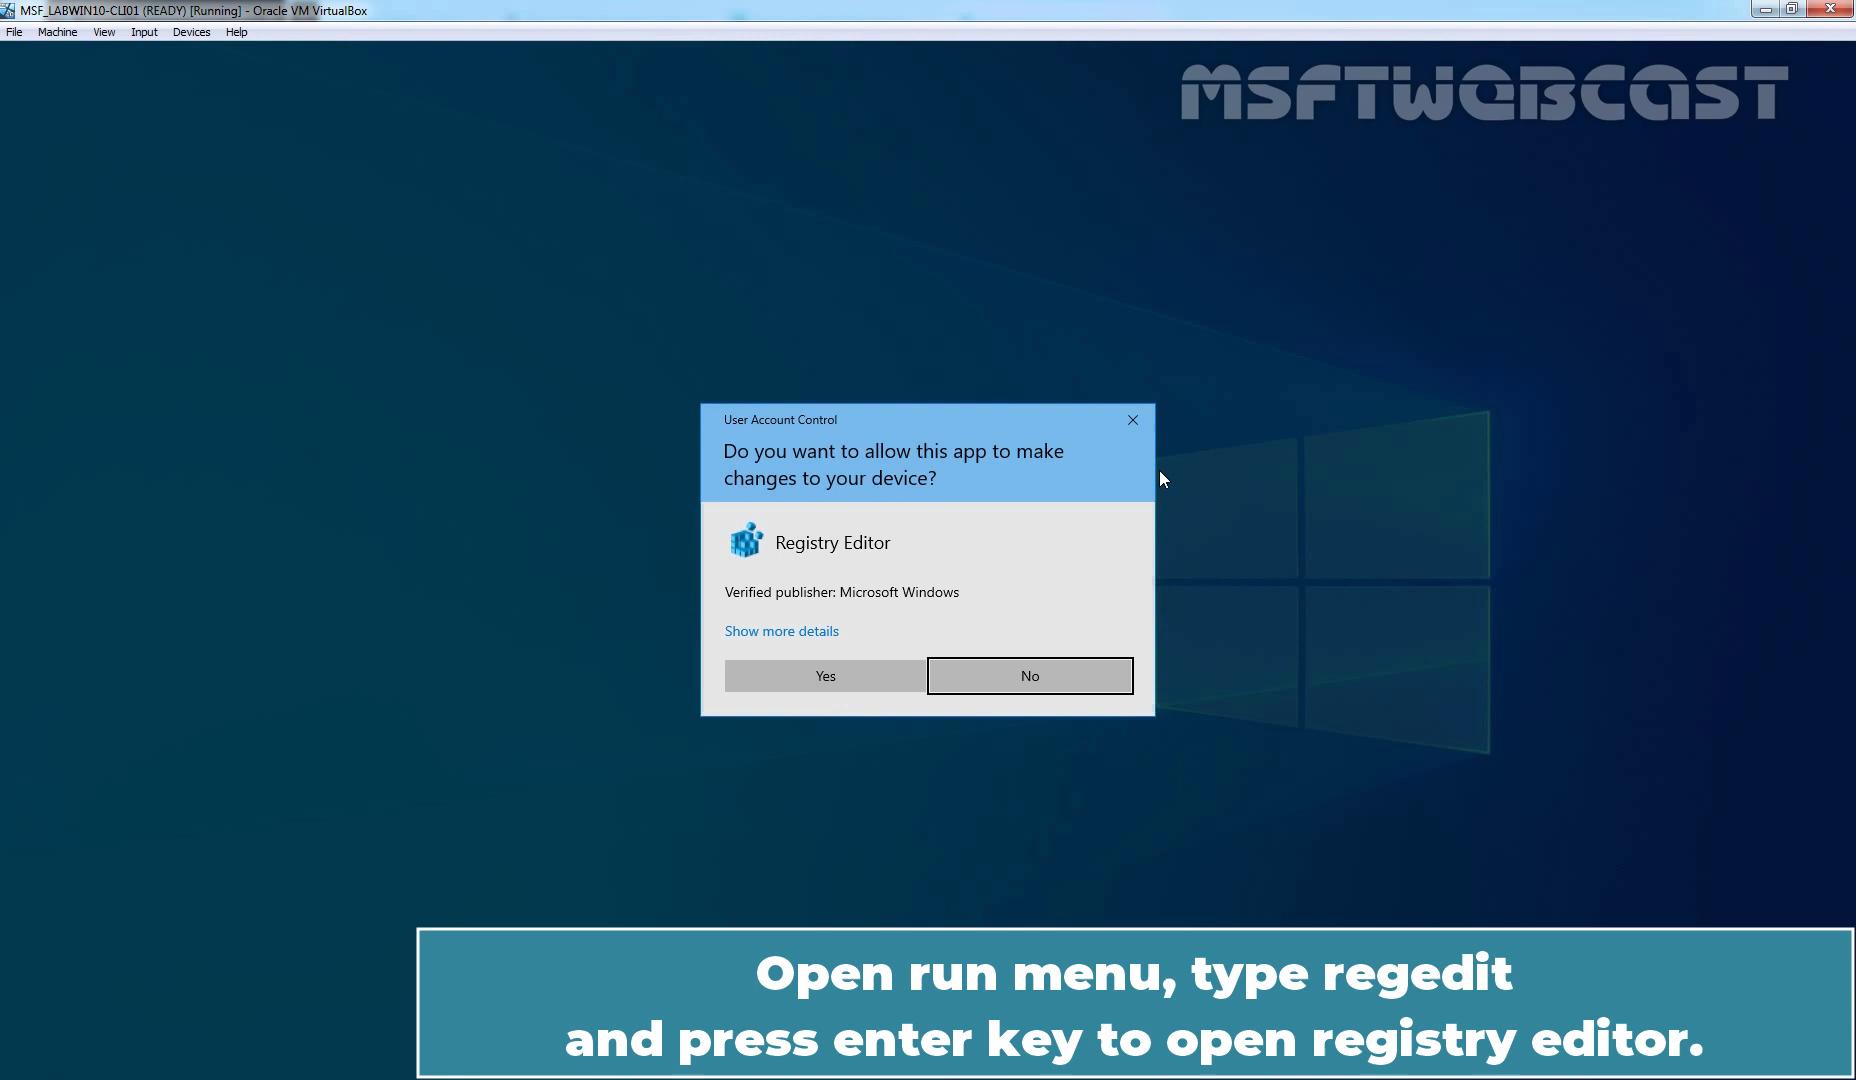 MSF_LABWIN10-CLI01 (READY) [Running] - Oracle VM VirtualBox
File Machine View Input Devices Help
MSFTWEBCAST
User Account Control
Do you want to allow this app to make
changes to your device?
Registry Editor
Verified publisher: Microsoft Windows
Show more details
Yes No
Open run menu, type regedit
and press enter key to open registry editor.